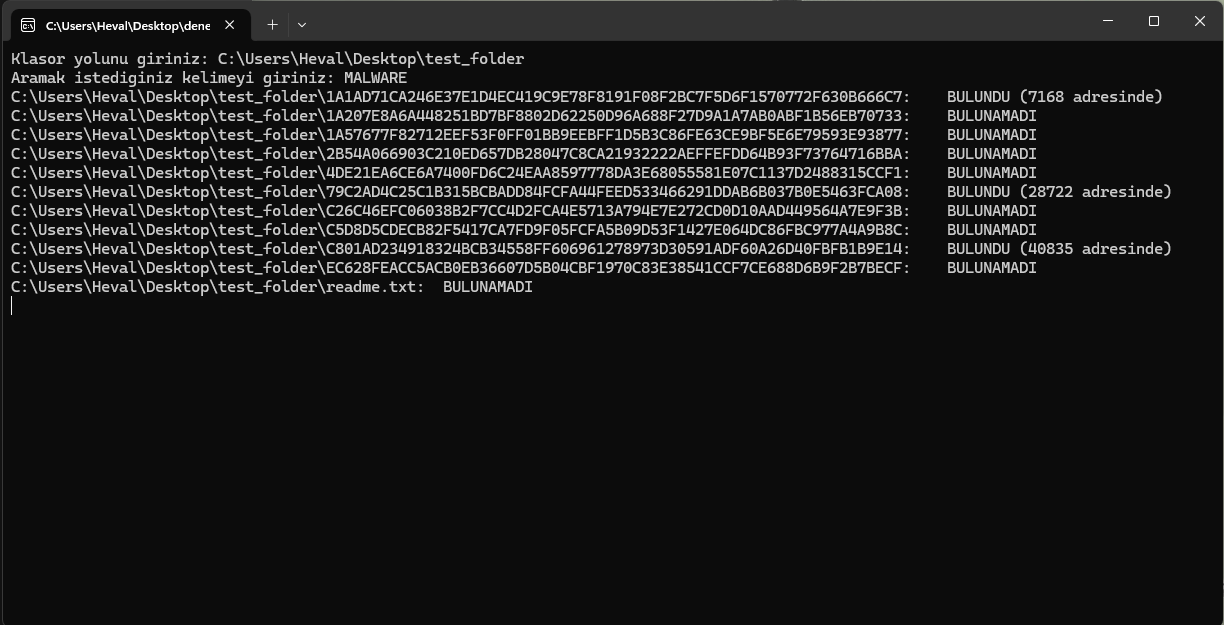 C:\Users\Heval\Desktop\dene
Klasor yolunu giriniz: C:\Users\Heval\Desktop\test_folder
Aramak istediginiz kelimeyi giriniz: MALWARE
C:\Users\Heval\Desktop\test_folder\1A1AD71CA246E37E1D4EC419C9E78F8191F08F2BC7F5D6F1570772F630B666C7:    BULUNDU (7168 adresinde)
C:\Users\Heval\Desktop\test_folder\1A207E8A6A448251BD7BF8802D62250D96A688F27D9A1A7AB0ABF1B56EB70733:    BULUNAMADI
C:\Users\Heval\Desktop\test_folder\1A57677F82712EEF53F0FF01BB9EEBFF1D5B3C86FE63CE9BF5E6E79593E93877:    BULUNAMADI
C:\Users\Heval\Desktop\test_folder\2B54A066903C210ED657DB28047C8CA21932222AEFFEFDD64B93F73764716BBA:    BULUNAMADI
C:\Users\Heval\Desktop\test_folder\4DE21EA6CE6A7400FD6C24EAA8597778DA3E68055581E07C1137D2488315CCF1:    BULUNAMADI
C:\Users\Heval\Desktop\test_folder\79C2AD4C25C1B315BCBADD84FCFA44FEED533466291DDAB6B037B0E5463FCA08:    BULUNDU (28722 adresinde)
C:\Users\Heval\Desktop\test_folder\C26C46EFC06038B2F7CC4D2FCA4E5713A794E7E272CD0D10AAD449564A7E9F3B:    BULUNAMADI
C:\Users\Heval\Desktop\test_folder\C5D8D5CDECB82F5417CA7FD9F05FCFA5B09D53F1427E064DC86FBC977A4A9B8C:    BULUNAMADI
C:\Users\Heval\Desktop\test_folder\C801AD234918324BCB34558FF606961278973D30591ADF60A26D40FBFB1B9E14:    BULUNDU (40835 adresinde)
C:\Users\Heval\Desktop\test_folder\EC628FEACC5ACB0EB36607D5B04CBF1970C83E38541CCF7CE688D6B9F2B7BECF:    BULUNAMADI
C:\Users\Heval\Desktop\test_folder\readme.txt:  BULUNAMADI